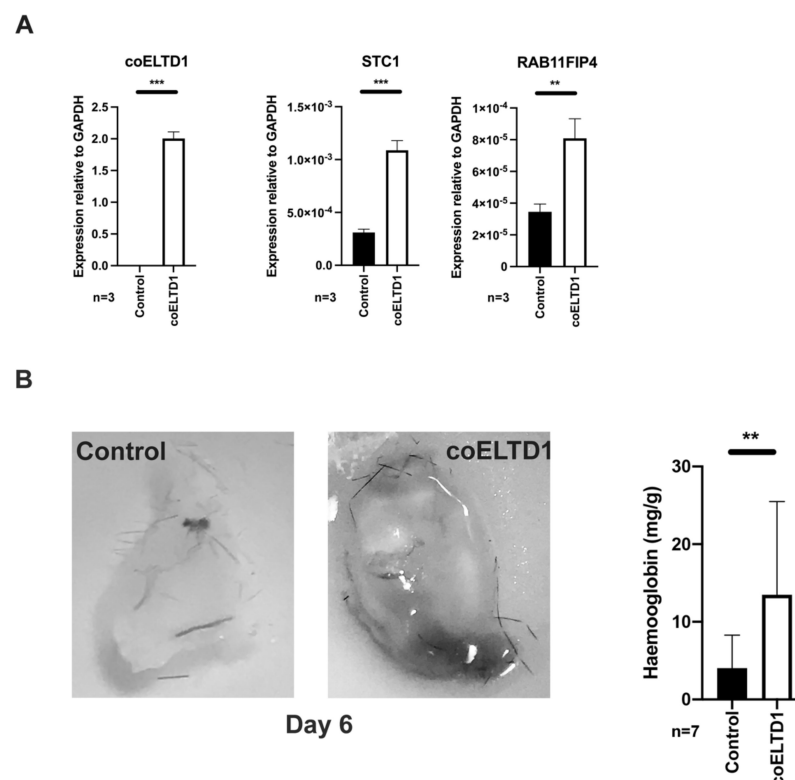 A
coELTD1
***
Expression relative to GAPDH
2.5
2.0
1.5
1.0
0.5
0.0
Control
coELTD1
n=3
STC1
***
Expression relative to GAPDH
1.5×10-3
1.0×10-3
5.0×10-4
0.0
Control
coELTD1
n=3
RAB11FIP4
**
Expression relative to GAPDH
1×10-4
8×10-5
6×10-5
4×10-5
2×10-5
0
Control
coELTD1
n=3
B
Control
coELTD1
Day 6
**
Haemooglobin (mg/g)
30
20
10
0
Control
coELTD1
n=7